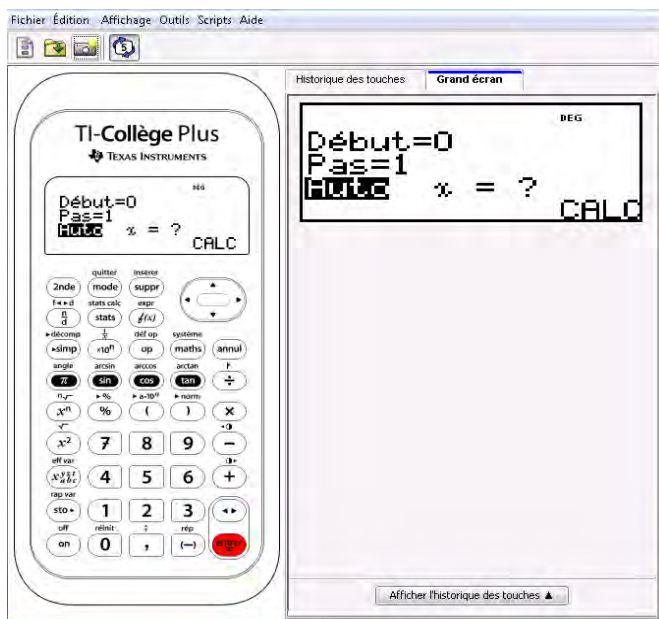 Fichier Édition Affichage Outils Scripts Aide
Historique des touches Grand écran
DEG
Début=0
Pas=1
Auto x = ?
CALC
TI-Collège Plus
TEXAS INSTRUMENTS
DEG
Début=0
Pas=1
Auto x = ?
CALC
quitter insérer
2nde mode suppr
f◄►d stats calc expr
n/d stats f(x)
►décomp déf op système
►simp ×10ⁿ op maths annul
angle arcsin arccos arctan
π sin cos tan ÷
►% ►a·10ⁿ ►norm
xⁿ % ( ) ×
√
x² 7 8 9 −
eff var
x y z t a b c 4 5 6 +
rap var
sto► 1 2 3 ◄►
off réinit ; rép
on 0 , (—)
Afficher l'historique des touches ▲